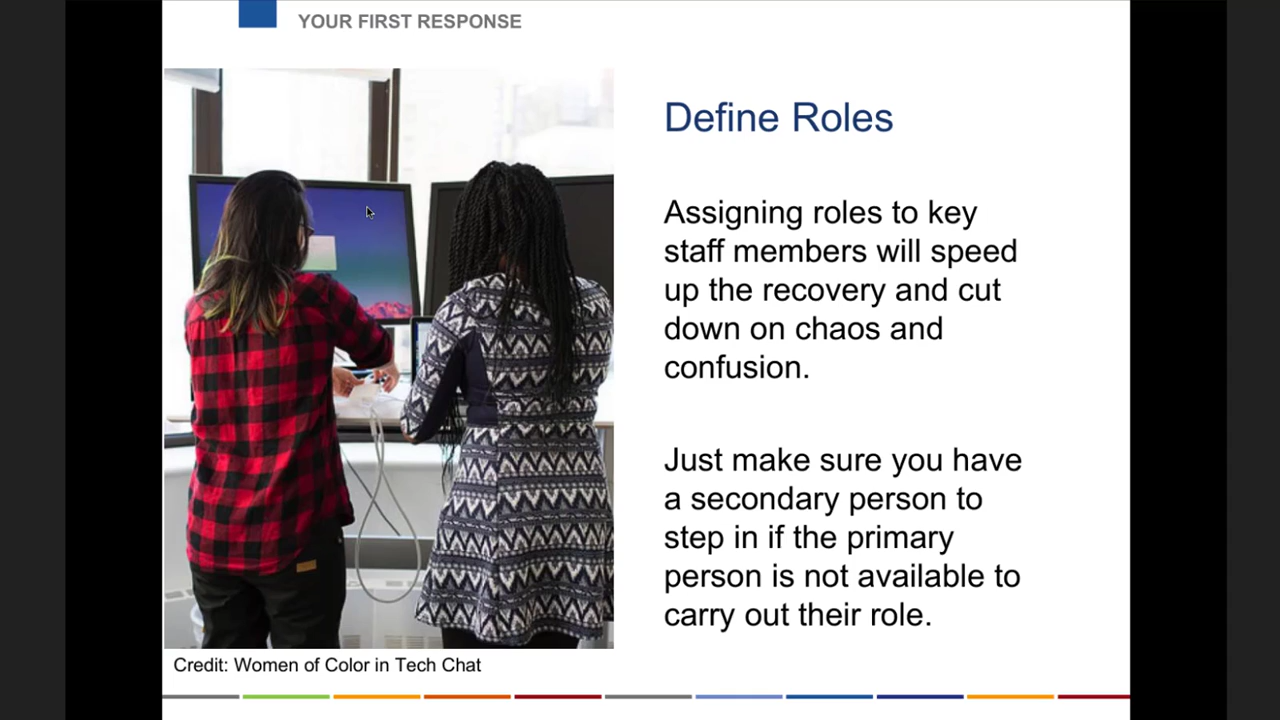 YOUR FIRST RESPONSE
Define Roles
Assigning roles to key
staff members will speed
up the recovery and cut
down on chaos and
confusion.
Just make sure you have
a secondary person to
step in if the primary
person is not available to
carry out their role.
Credit: Women of Color in Tech Chat